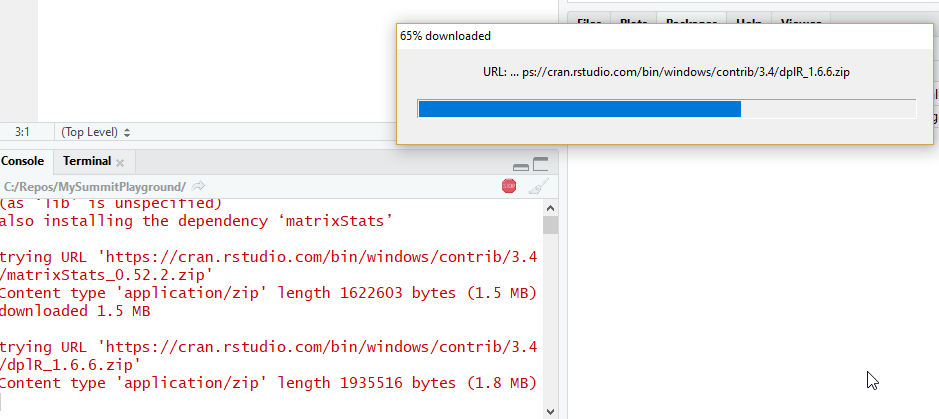 Files Plots Packages Help Viewer
65% downloaded
URL: ... ps://cran.rstudio.com/bin/windows/contrib/3.4/dplR_1.6.6.zip
3:1 (Top Level)
Console Terminal
C:/Repos/MySummitPlayground/
STOP
(as ‘lib’ is unspecified)
also installing the dependency ‘matrixStats’
trying URL 'https://cran.rstudio.com/bin/windows/contrib/3.4
/matrixStats_0.52.2.zip'
Content type 'application/zip' length 1622603 bytes (1.5 MB)
downloaded 1.5 MB
trying URL 'https://cran.rstudio.com/bin/windows/contrib/3.4
/dplR_1.6.6.zip'
Content type 'application/zip' length 1935516 bytes (1.8 MB)